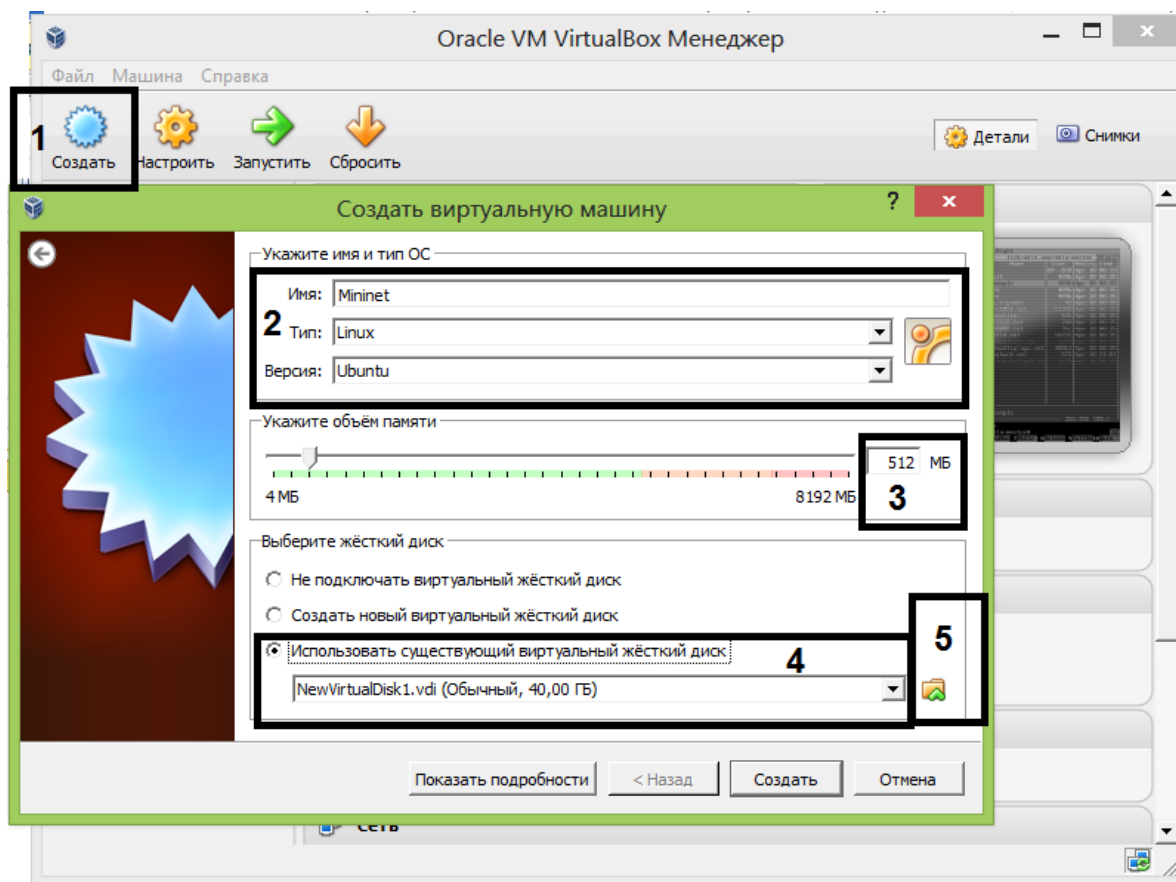 Oracle VM VirtualBox Менеджер
Файл Машина Справка
1
Создать Настроить Запустить Сбросить
Детали Снимки
Создать виртуальную машину
?
Укажите имя и тип ОС
2
Имя: Mininet
Тип: Linux
Версия: Ubuntu
Укажите объём памяти
512 МБ
4 МБ 8192 МБ
3
Выберите жёсткий диск
Не подключать виртуальный жёсткий диск
Создать новый виртуальный жёсткий диск
5
Использовать существующий виртуальный жёсткий диск
4
NewVirtualDisk1.vdi (Обычный, 40,00 ГБ)
Показать подробности < Назад Создать Отмена
Сеть